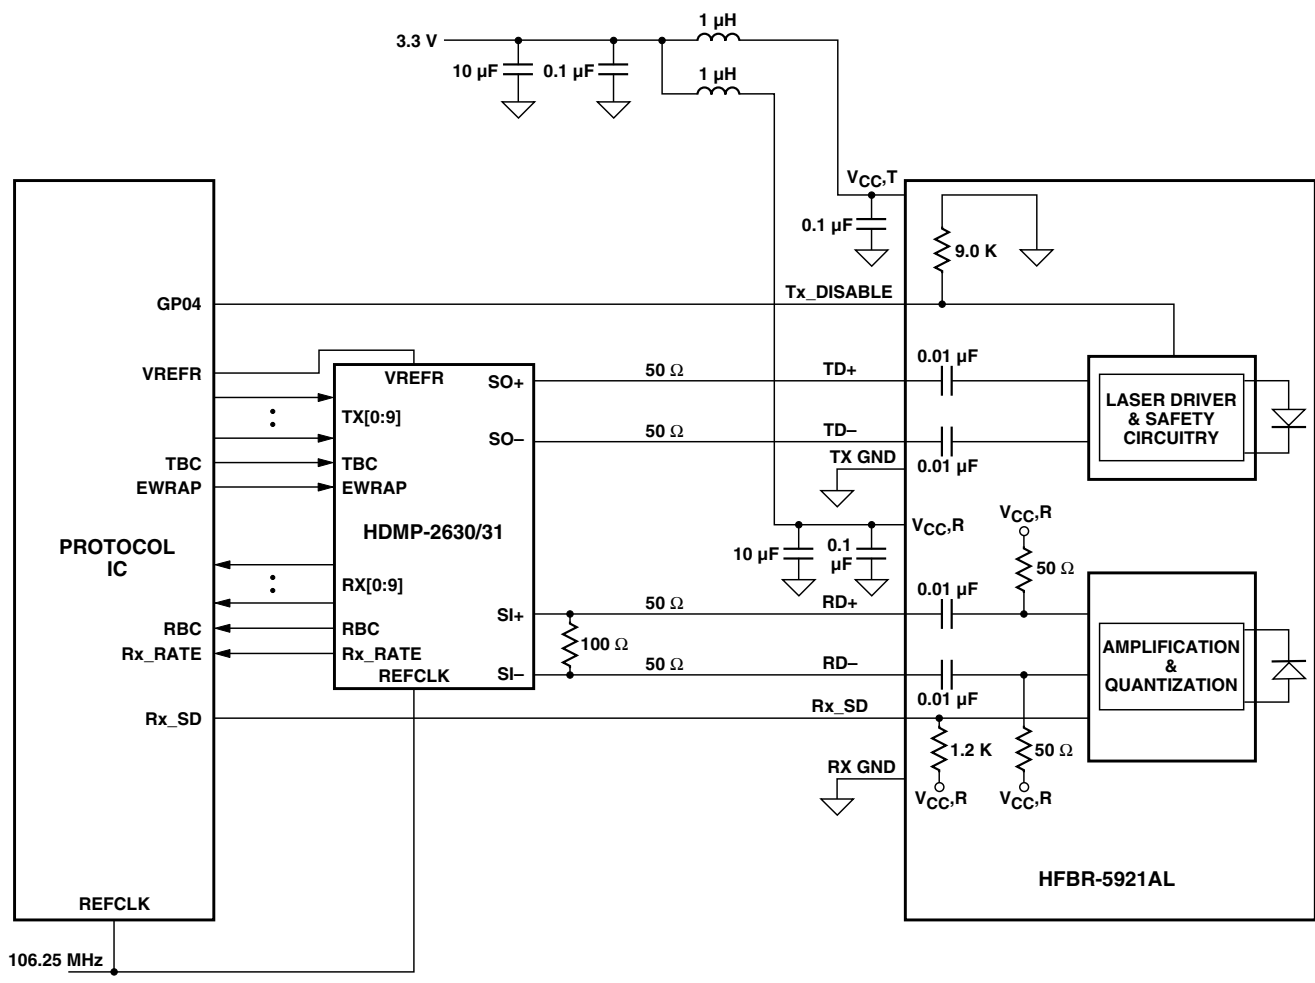 1 µH
3.3 V
10 µF
0.1 µF
1 µH
VCC,T
0.1 µF
9.0 K
GP04
Tx_DISABLE
VREFR
VREFR
SO+
50 Ω
TD+
0.01 µF
TX[0:9]
SO–
50 Ω
TD–
0.01 µF
LASER DRIVER
& SAFETY
CIRCUITRY
TBC
TBC
TX GND
EWRAP
EWRAP
PROTOCOL
IC
HDMP-2630/31
VCC,R
VCC,R
10 µF
0.1
µF
50 Ω
RX[0:9]
SI+
50 Ω
RD+
0.01 µF
RBC
RBC
100 Ω
Rx_RATE
Rx_RATE
REFCLK
SI–
50 Ω
RD–
0.01 µF
AMPLIFICATION
&
QUANTIZATION
Rx_SD
Rx_SD
1.2 K
50 Ω
RX GND
VCC,R
VCC,R
HFBR-5921AL
REFCLK
106.25 MHz